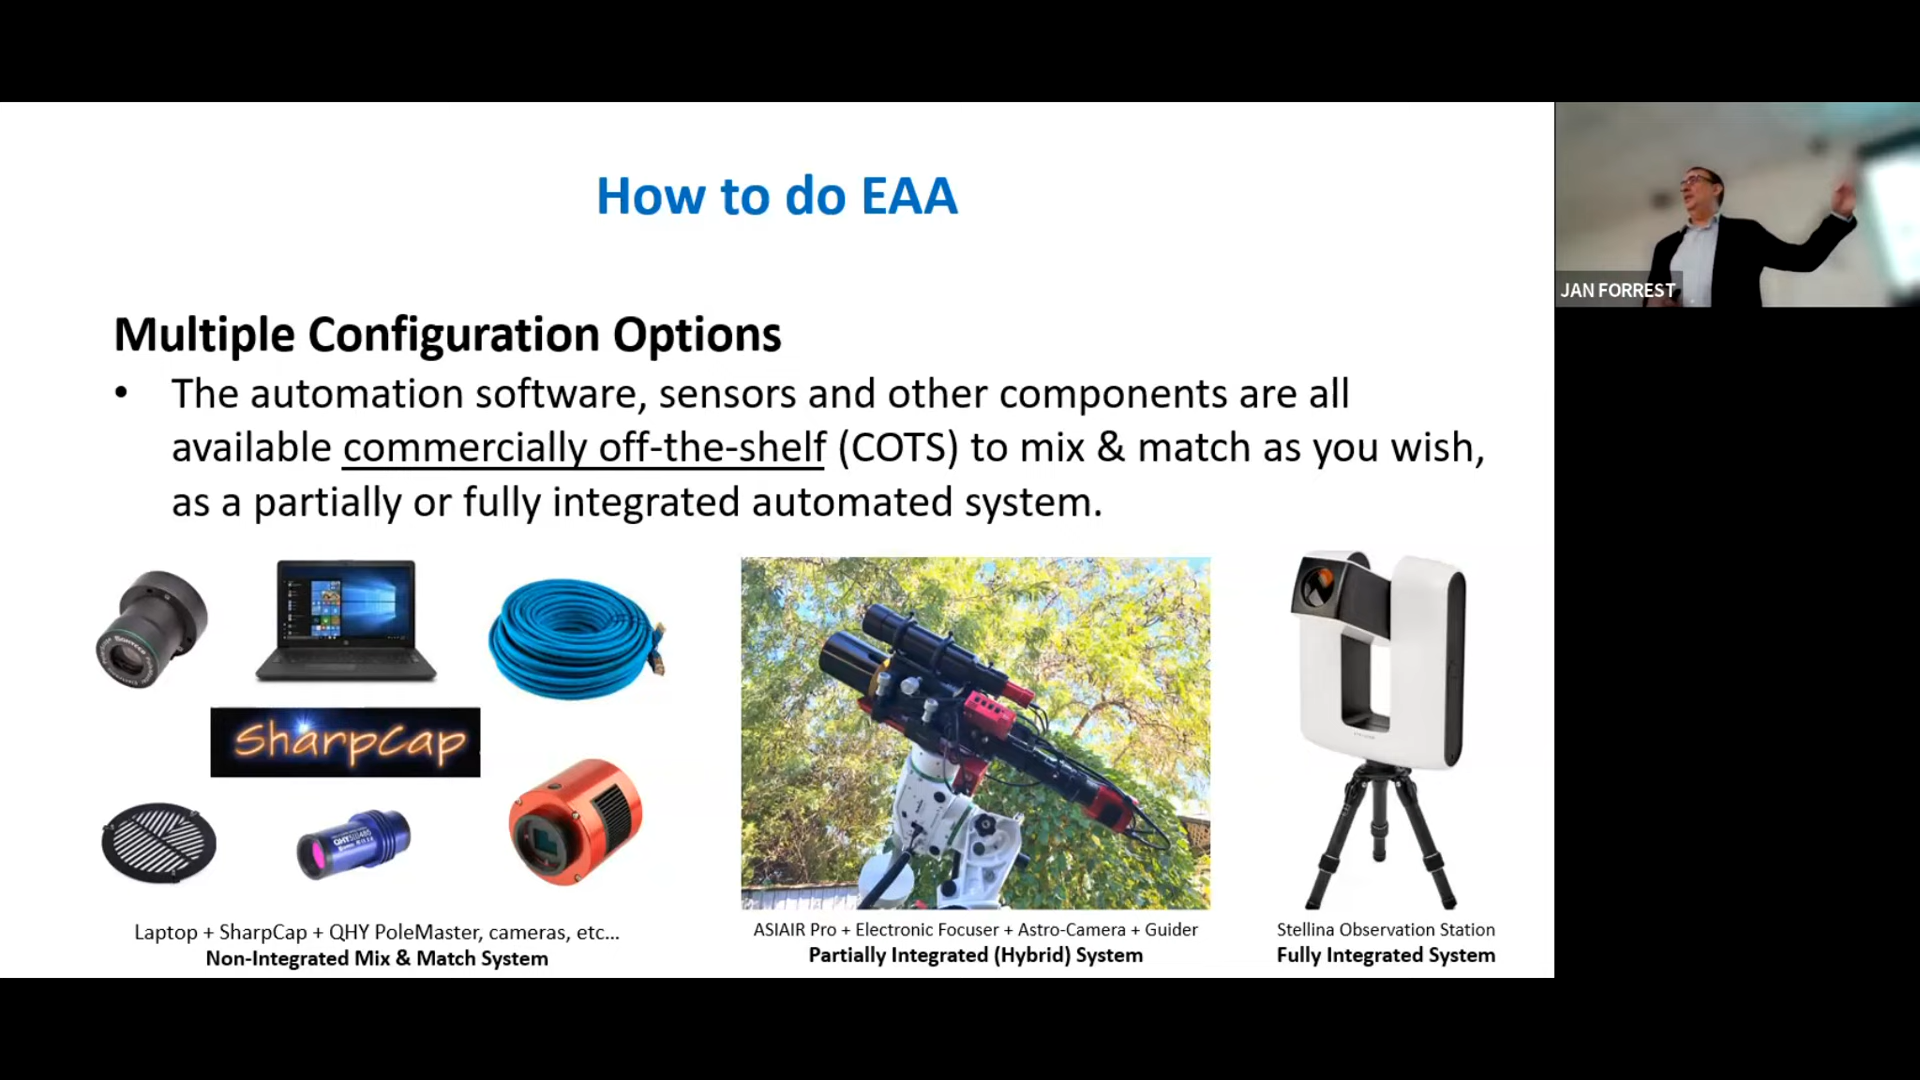 How to do EAA
JAN FORREST
Multiple Configuration Options
• The automation software, sensors and other components are all
available commercially off-the-shelf (COTS) to mix & match as you wish,
as a partially or fully integrated automated system.
SharpCap
Laptop + SharpCap + QHY PoleMaster, cameras, etc...
Non-Integrated Mix & Match System
ASIAIR Pro + Electronic Focuser + Astro-Camera + Guider
Partially Integrated (Hybrid) System
Stellina Observation Station
Fully Integrated System